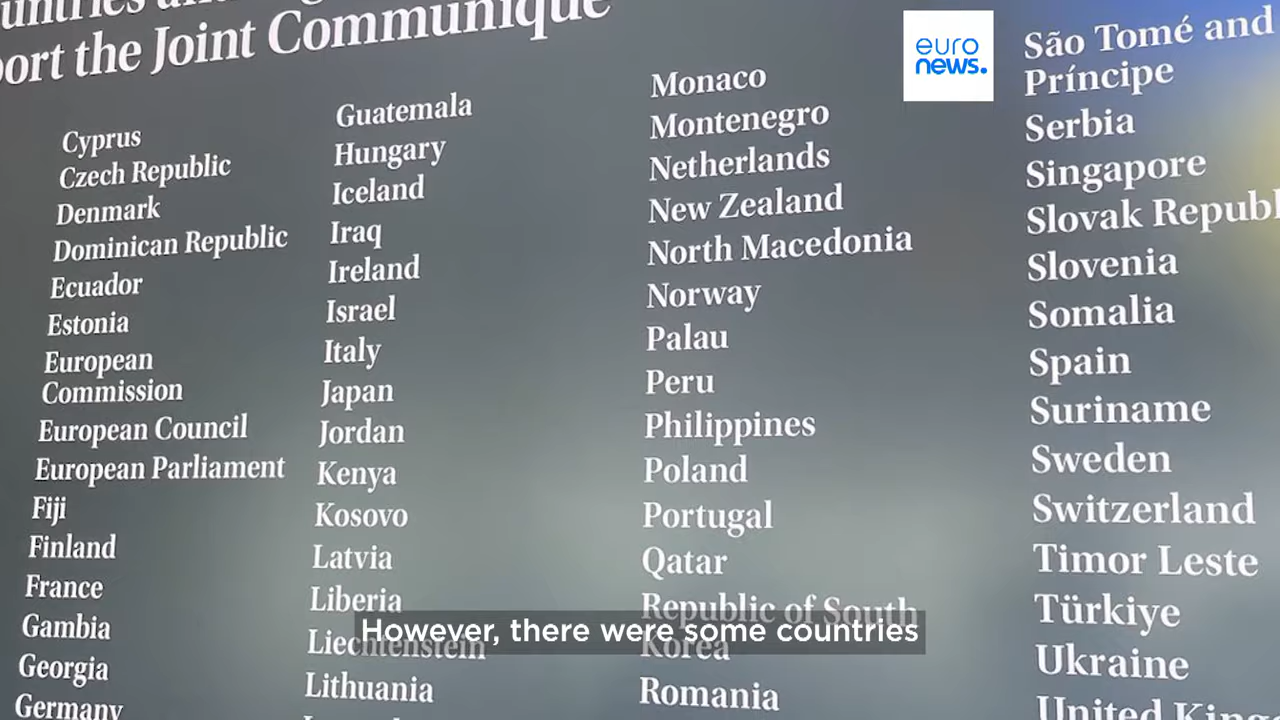 the Joint Communiqué
Cyprus
Czech Republic
Denmark
Dominican Republic
Ecuador
Estonia
European
Commission
European Council
European Parliament
Fiji
Finland
France
Gambia
Georgia
Germany
Guatemala
Hungary
Iceland
Iraq
Ireland
Israel
Italy
Japan
Jordan
Kenya
Kosovo
Latvia
Liberia
Liechtenstein
Lithuania
Monaco
Montenegro
Netherlands
New Zealand
North Macedonia
Norway
Palau
Peru
Philippines
Poland
Portugal
Qatar
Republic of South
Korea
Romania
euro
news.
São Tomé and
Príncipe
Serbia
Singapore
Slovak
Slovenia
Somalia
Spain
Suriname
Sweden
Switzerland
Timor Leste
Türkiye
Ukraine
United
However, there were some countries